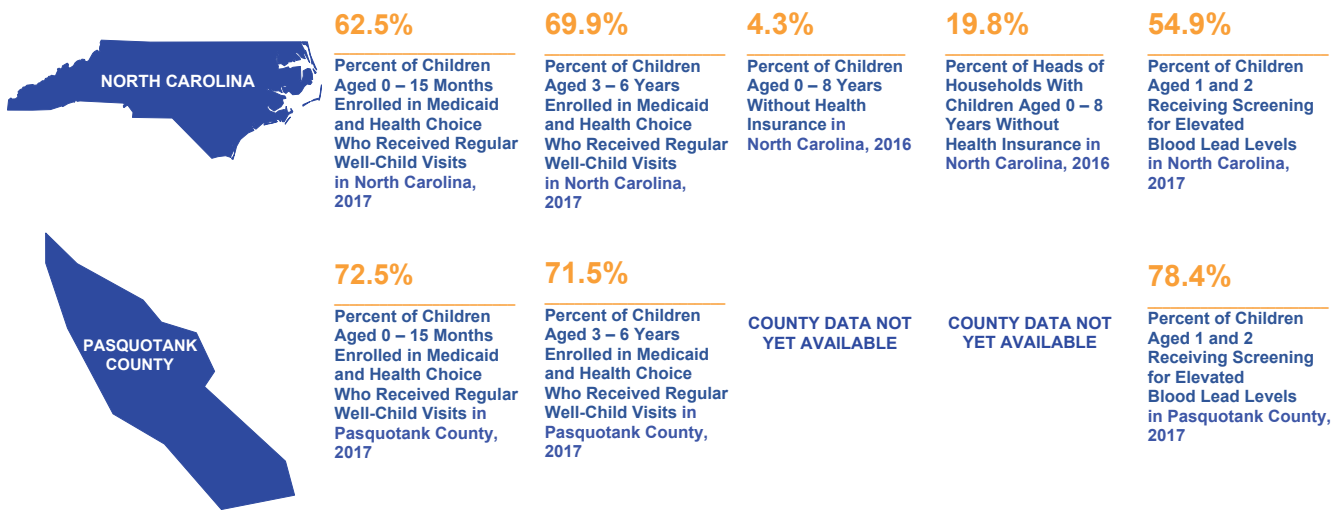 NORTH CAROLINA
62.5%
Percent of Children
Aged 0 – 15 Months
Enrolled in Medicaid
and Health Choice
Who Received Regular
Well-Child Visits
in North Carolina,
2017
69.9%
Percent of Children
Aged 3 – 6 Years
Enrolled in Medicaid
and Health Choice
Who Received Regular
Well-Child Visits
in North Carolina,
2017
4.3%
Percent of Children
Aged 0 – 8 Years
Without Health
Insurance in
North Carolina, 2016
19.8%
Percent of Heads of
Households With
Children Aged 0 – 8
Years Without
Health Insurance in
North Carolina, 2016
54.9%
Percent of Children
Aged 1 and 2
Receiving Screening
for Elevated
Blood Lead Levels
in North Carolina,
2017
PASQUOTANK
COUNTY
72.5%
Percent of Children
Aged 0 – 15 Months
Enrolled in Medicaid
and Health Choice
Who Received Regular
Well-Child Visits in
Pasquotank County,
2017
71.5%
Percent of Children
Aged 3 – 6 Years
Enrolled in Medicaid
and Health Choice
Who Received Regular
Well-Child Visits in
Pasquotank County,
2017
COUNTY DATA NOT
YET AVAILABLE
COUNTY DATA NOT
YET AVAILABLE
78.4%
Percent of Children
Aged 1 and 2
Receiving Screening
for Elevated
Blood Lead Levels
in Pasquotank County,
2017